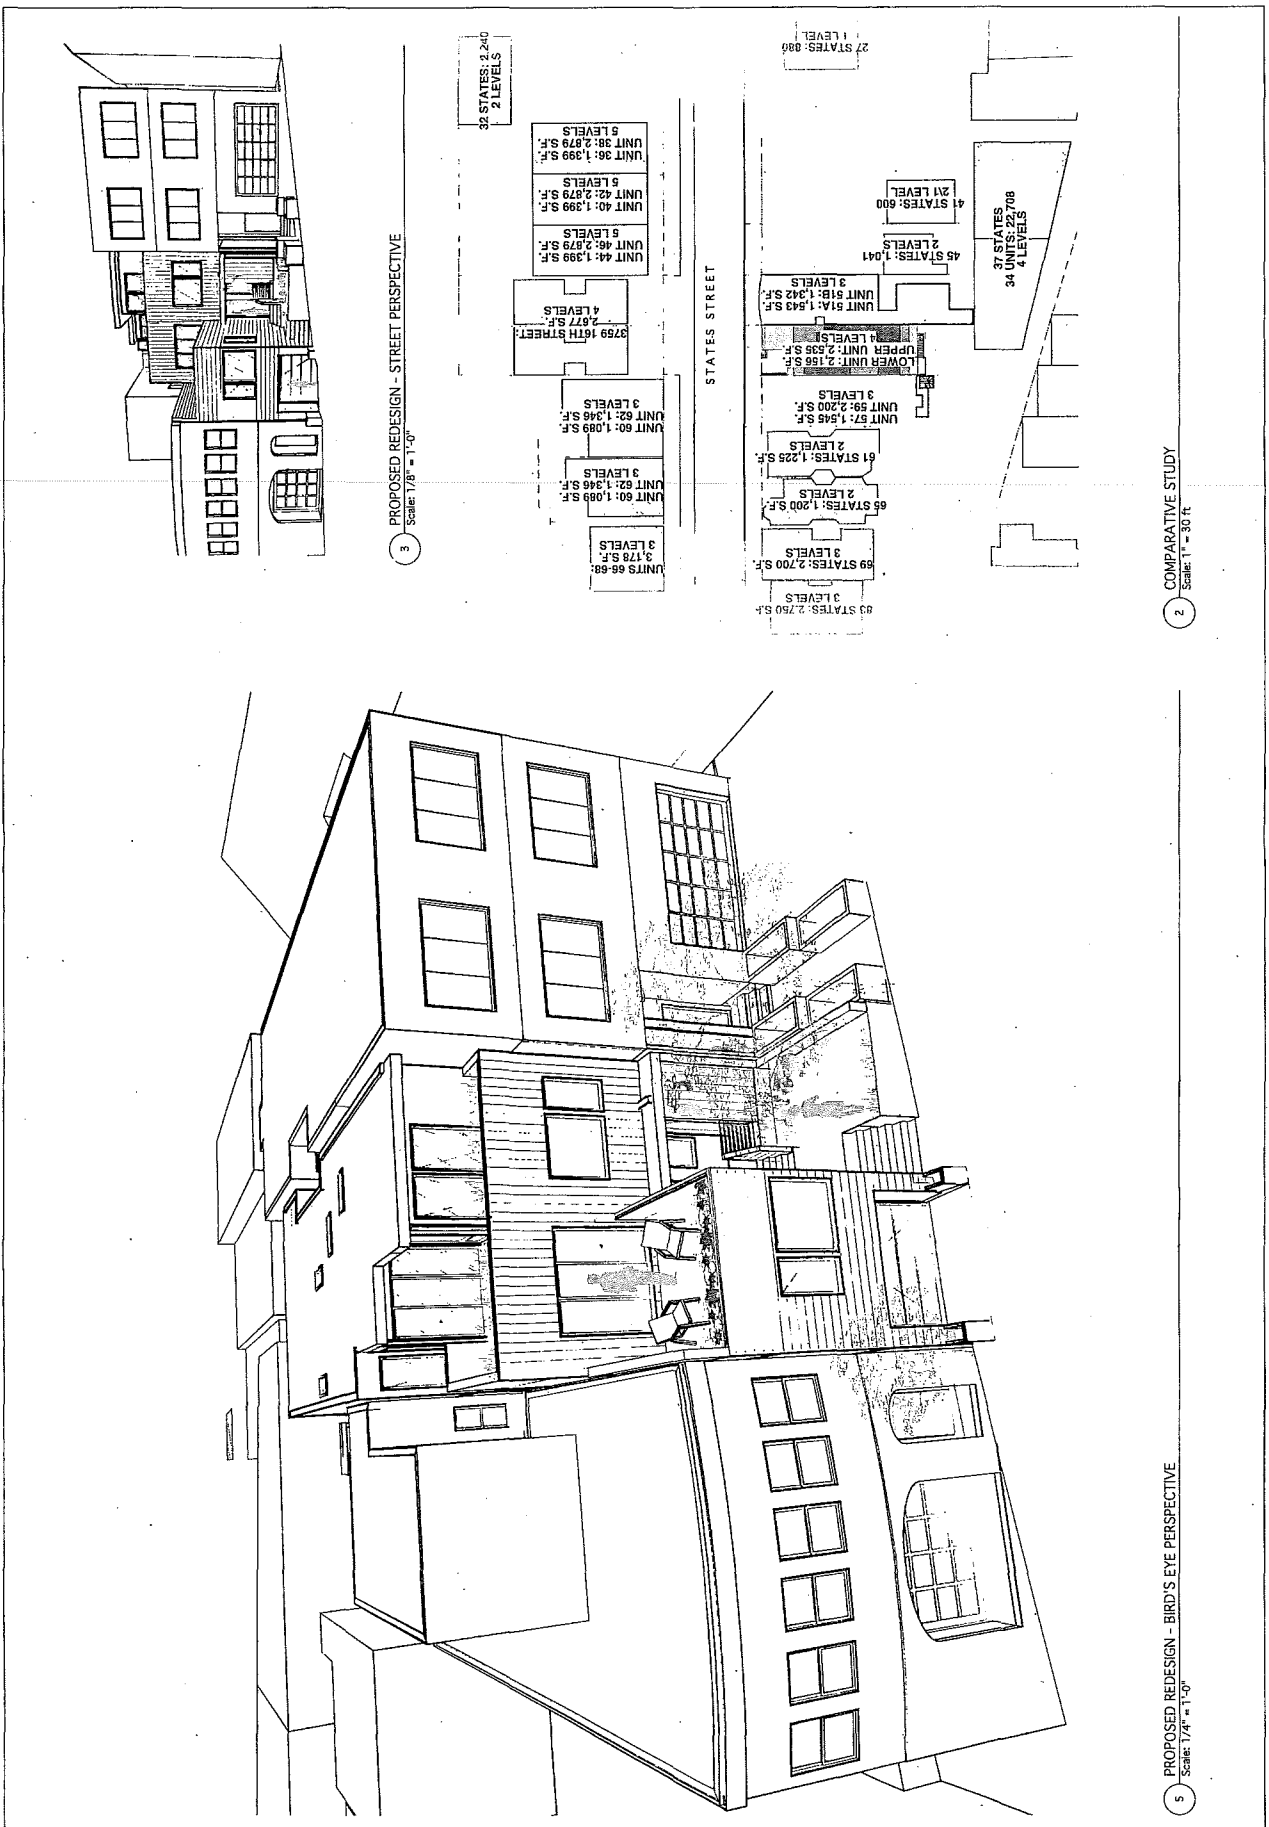 3
PROPOSED REDESIGN - STREET PERSPECTIVE
Scale: 1/8" = 1'-0"
32 STATES: 2,240
2 LEVELS
UNIT 36: 1,399 S.F.
UNIT 38: 2,879 S.F.
5 LEVELS
UNIT 40: 1,399 S.F.
UNIT 42: 2,879 S.F.
5 LEVELS
UNIT 44: 1,399 S.F.
UNIT 46: 2,879 S.F.
5 LEVELS
3759 16TH STREET:
2,677 S.F.
4 LEVELS
UNIT 60: 1,089 S.F.
UNIT 62: 1,346 S.F.
3 LEVELS
UNIT 60: 1,089 S.F.
UNIT 62: 1,346 S.F.
3 LEVELS
UNITS 66-68:
3,178 S.F.
3 LEVELS
STATES STREET
27 STATES: 880
1 LEVEL
41 STATES: 600
2\1 LEVEL
45 STATES: 1,041
2 LEVELS
37 STATES
34 UNITS: 22,708
4 LEVELS
UNIT 51A: 1,543 S.F.
UNIT 51B: 1,342 S.F.
3 LEVELS
LOWER UNIT: 2,156 S.F.
UPPER UNIT: 2,535 S.F.
4 LEVELS
UNIT 57: 1,545
UNIT 59: 2,200 S.F.
3 LEVELS
61 STATES: 1,225 S.F.
2 LEVELS
65 STATES: 1,200 S.F.
2 LEVELS
69 STATES: 2,700 S.F.
3 LEVELS
83 STATES: 2,750 S.F.
3 LEVELS
2
COMPARATIVE STUDY
Scale: 1" = 30 ft
5
PROPOSED REDESIGN - BIRD'S EYE PERSPECTIVE
Scale: 1/4" = 1'-0"